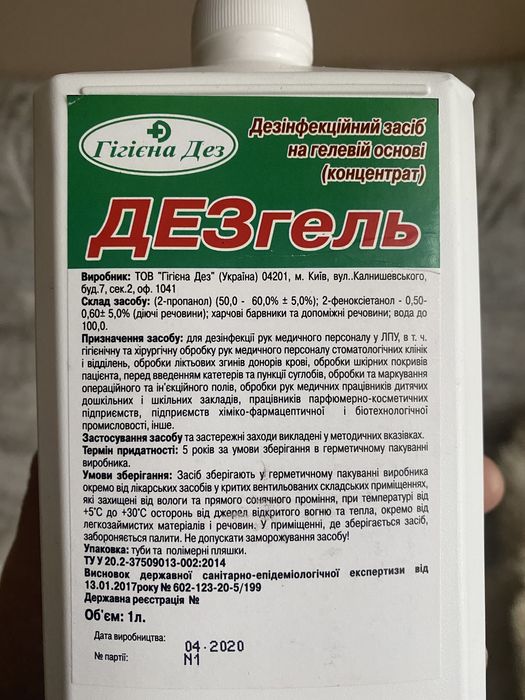 Гігієна Дез
Дезінфекційний засіб
на гелевій основі
(концентрат)
ДЕЗгель
Виробник: ТОВ "Гігієна Дез" (Україна) 04201, м. Київ, вул..Калнишевського,
буд.7, сек.2, оф. 1041
Склад засобу: (2-пропанол) (50,0 - 60,0% ± 5,0%); 2-феноксіетанол - 0,50-
0,60± 5,0% (діючі речовини); харчові барвники та допоміжні речовини; вода до
100,0.
Призначення засобу: для дезінфекції рук медичного персоналу у ЛПУ, в т. ч.
гігієнічну та хірургічну обробку рук медичного персоналу стоматологічних клінік
і відділень, обробки ліктьових згинів донорів крові, обробки шкірних покривів
пацієнта, перед введенням катетерів та пункції суглобів, обробки та маркування
операційного та ін'єкційного полів, обробки рук медичних працівників дитячих
дошкільних і шкільних закладів, працівників парфюмерно-косметичних
підприємств, підприємств хіміко-фармацептичної і біотехнологічної
промисловості, інше.
Застосування засобу та застережні заходи викладені у методичних вказівках.
Термін придатності: 5 років за умови зберігання в герметичному пакуванні
виробника.
Умови зберігання: Засіб зберігають у герметичному пакуванні виробника
окремо від лікарських засобів у критих вентильованих складських приміщеннях,
які захищені від вологи та прямого сонячного проміння, при температурі від
+5°С до +30°С осторонь від джерел відкритого вогню та тепла, окремо від
легкозаймистих матеріалів і речовин. У приміщенні, де зберігається засіб,
забороняється палити. Не допускати заморожування засобу!
Упаковка: туби та полімерні пляшки.
ТУ У 20.2-37509013-002:2014
Висновок державної санітарно-епідеміологічної експертизи від
13.01.2017року № 602-123-20-5/199
Державна реєстрація №
Об'єм: 1л.
Дата виробництва: 04·2020
№ партії: N1